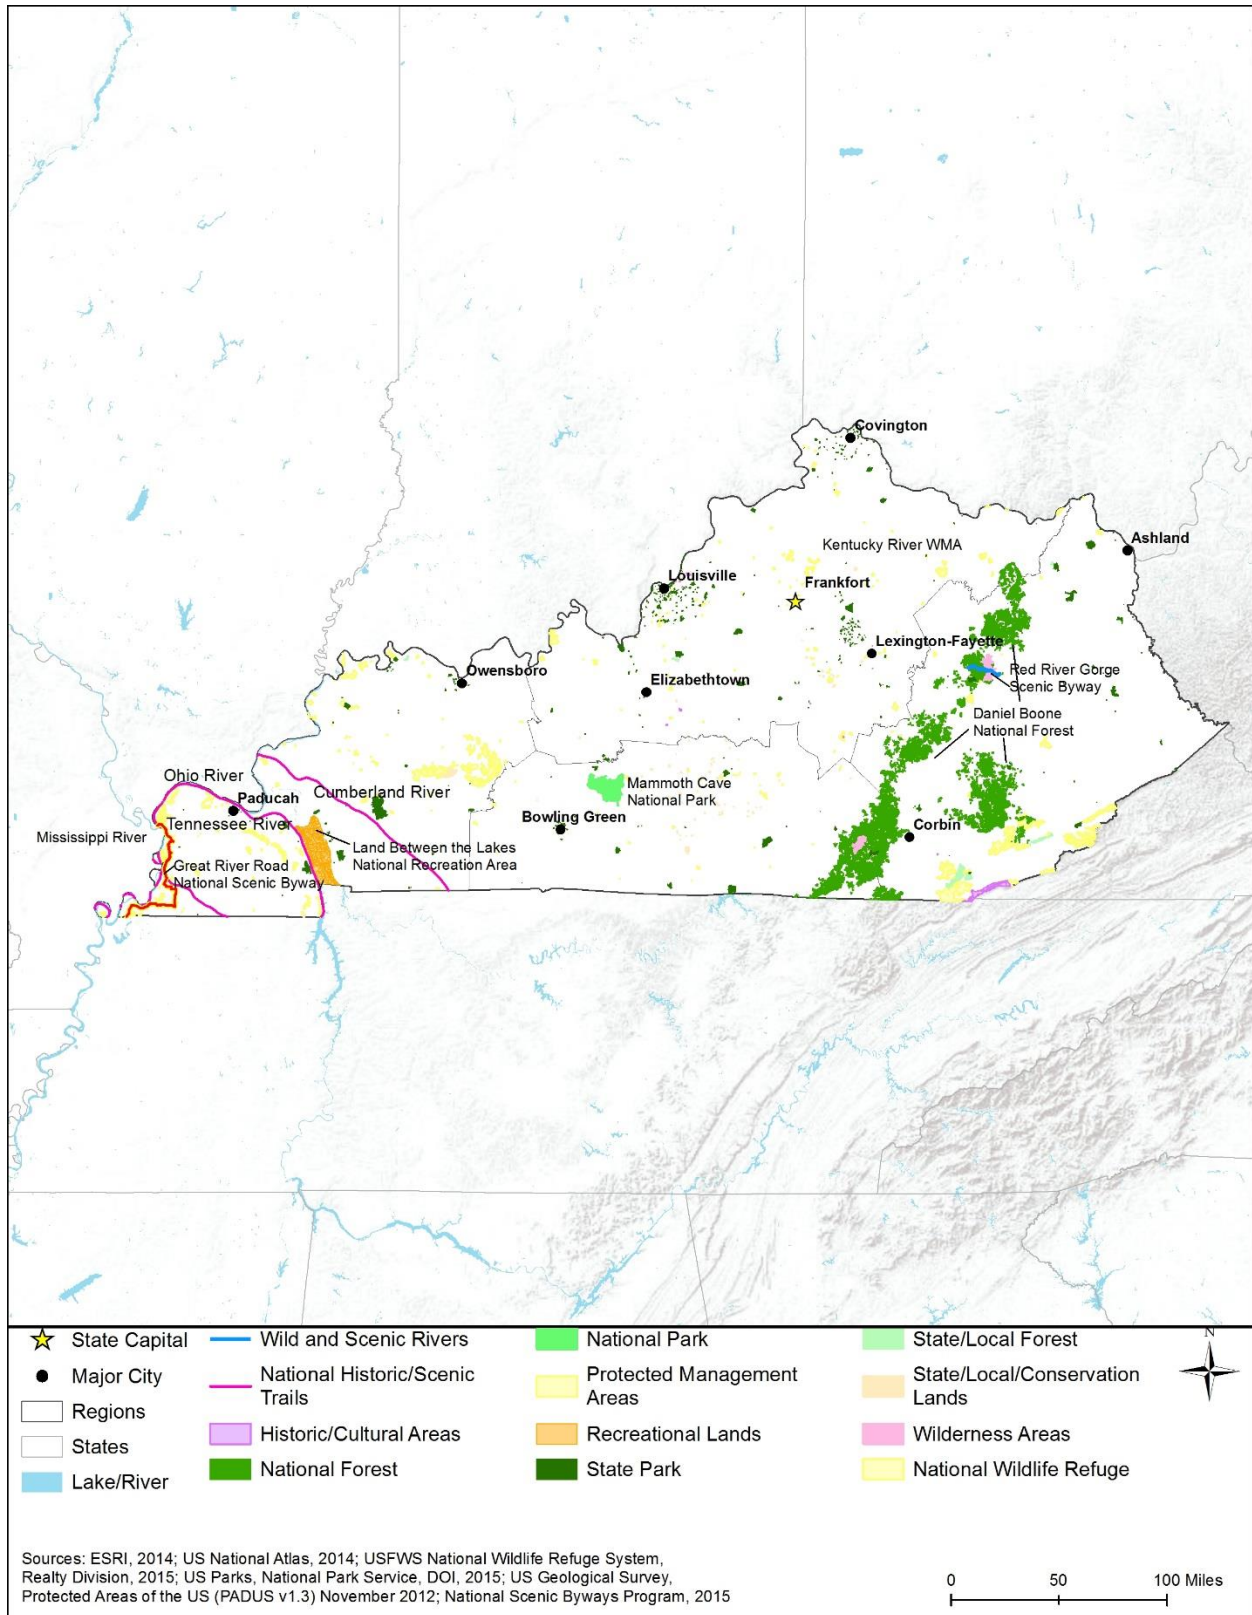 Covington
Ashland
Kentucky River WMA
Louisville
Frankfort
Lexington-Fayette
Owensboro
Elizabethtown
Red River Gorge
Scenic Byway
Daniel Boone
National Forest
Ohio River
Cumberland River
Mammoth Cave
National Park
Paducah
Tennessee River
Bowling Green
Corbin
Mississippi River
Land Between the Lakes
National Recreation Area
Great River Road
National Scenic Byway
State Capital
Major City
Regions
States
Lake/River
Wild and Scenic Rivers
National Historic/Scenic
Trails
Historic/Cultural Areas
National Forest
National Park
Protected Management
Areas
Recreational Lands
State Park
State/Local Forest
State/Local/Conservation
Lands
Wilderness Areas
National Wildlife Refuge
N
Sources: ESRI, 2014; US National Atlas, 2014; USFWS National Wildlife Refuge System,
Realty Division, 2015; US Parks, National Park Service, DOI, 2015; US Geological Survey,
Protected Areas of the US (PADUS v1.3) November 2012; National Scenic Byways Program, 2015
0 50 100 Miles